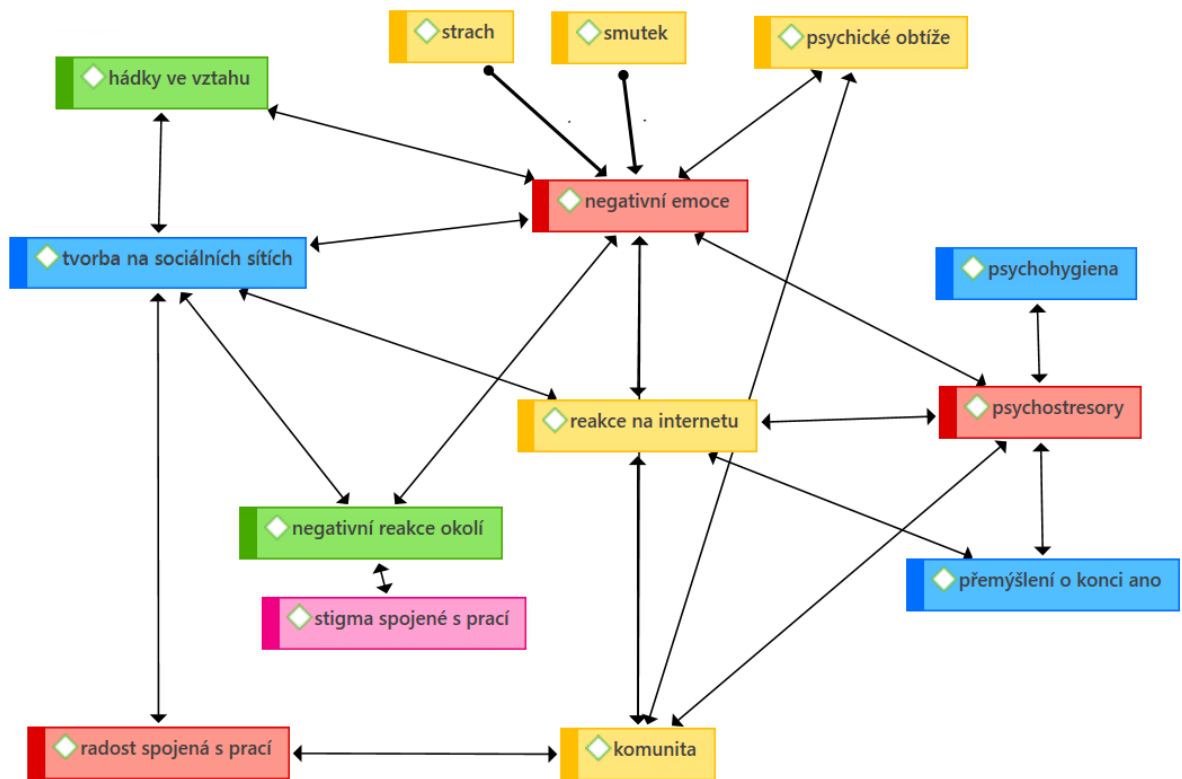 strach
smutek
psychické obtíže
hádky ve vztahu
negativní emoce
tvorba na sociálních sítích
psychohygiena
psychostresory
reakce na internetu
negativní reakce okolí
přemýšlení o konci ano
stigma spojené s prací
radost spojená s prací
komunita